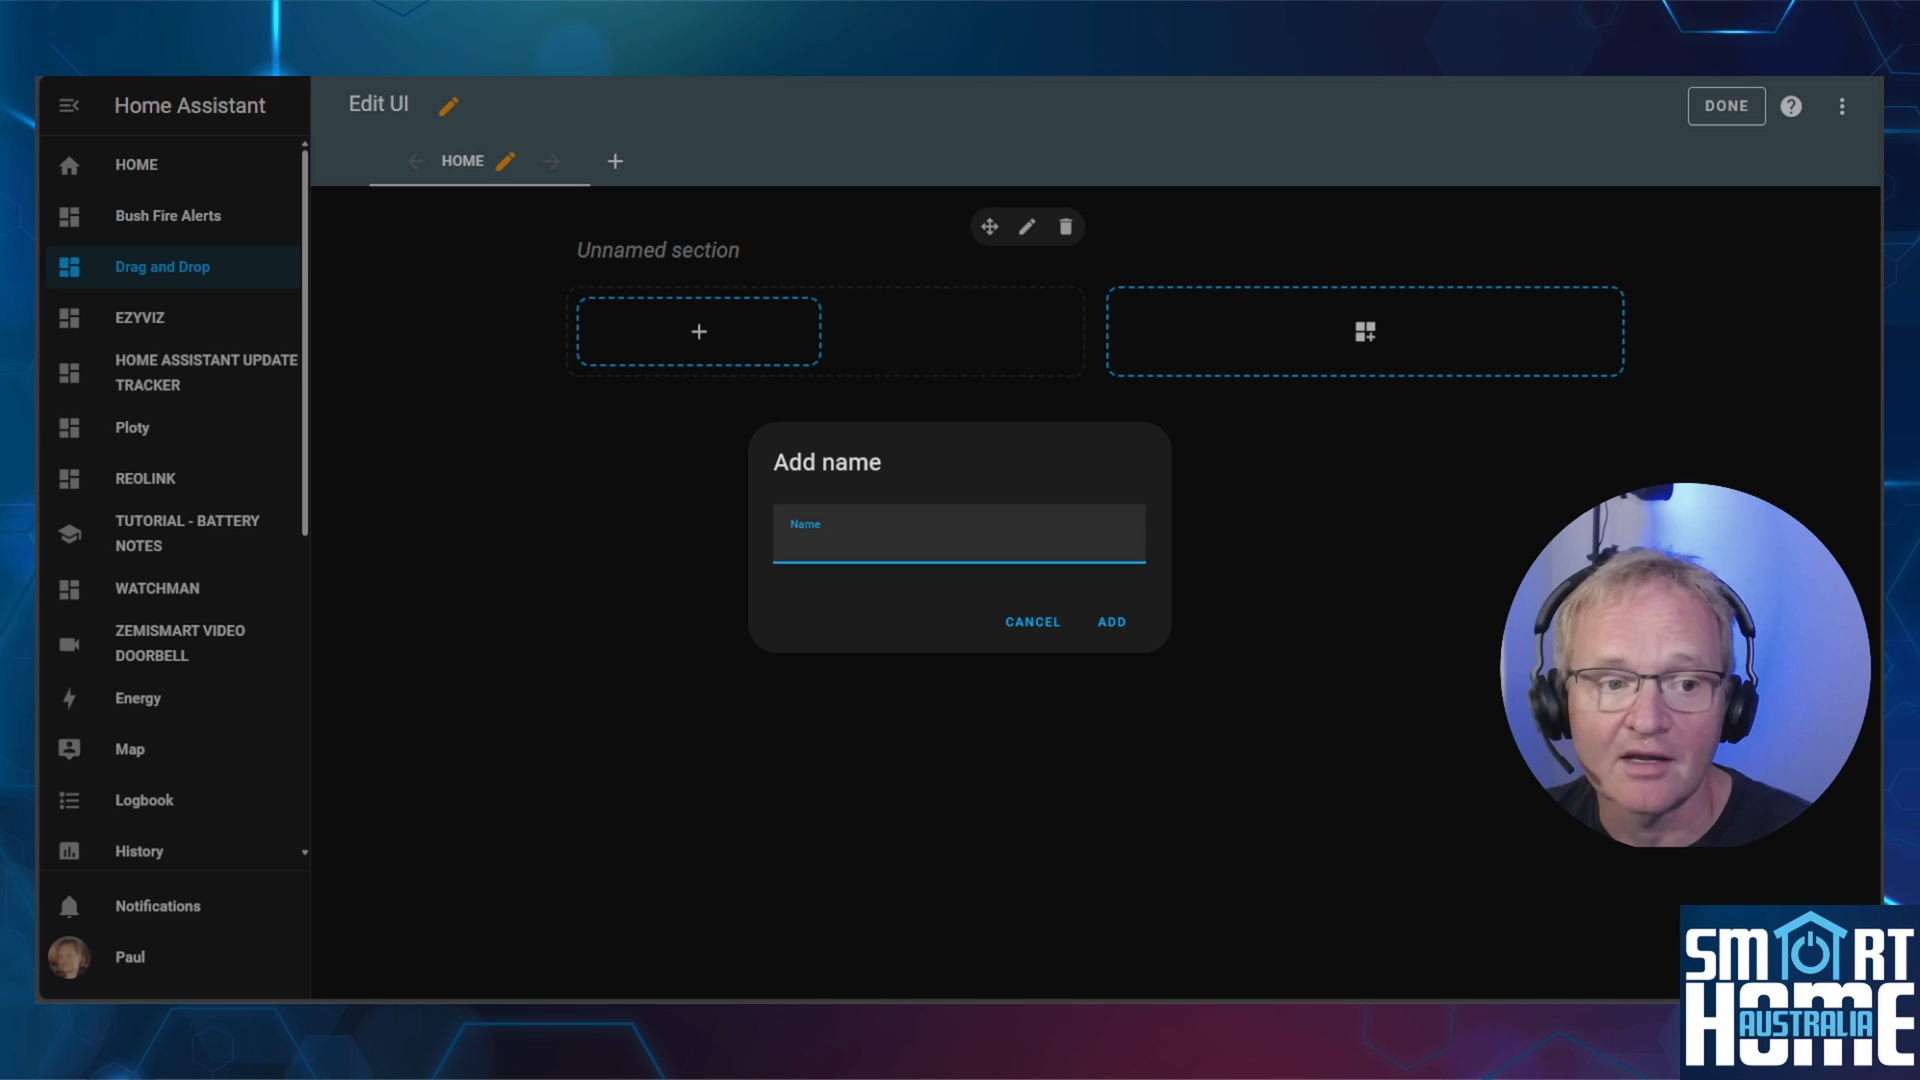 Home Assistant
Edit UI
DONE
HOME
HOME
Bush Fire Alerts
Drag and Drop
EZYVIZ
HOME ASSISTANT UPDATE
TRACKER
Ploty
REOLINK
TUTORIAL - BATTERY
NOTES
WATCHMAN
ZEMISMART VIDEO
DOORBELL
Energy
Map
Logbook
History
Notifications
Paul
Unnamed section
Add name
Name
CANCEL
ADD
SMART
HOME
AUSTRALIA